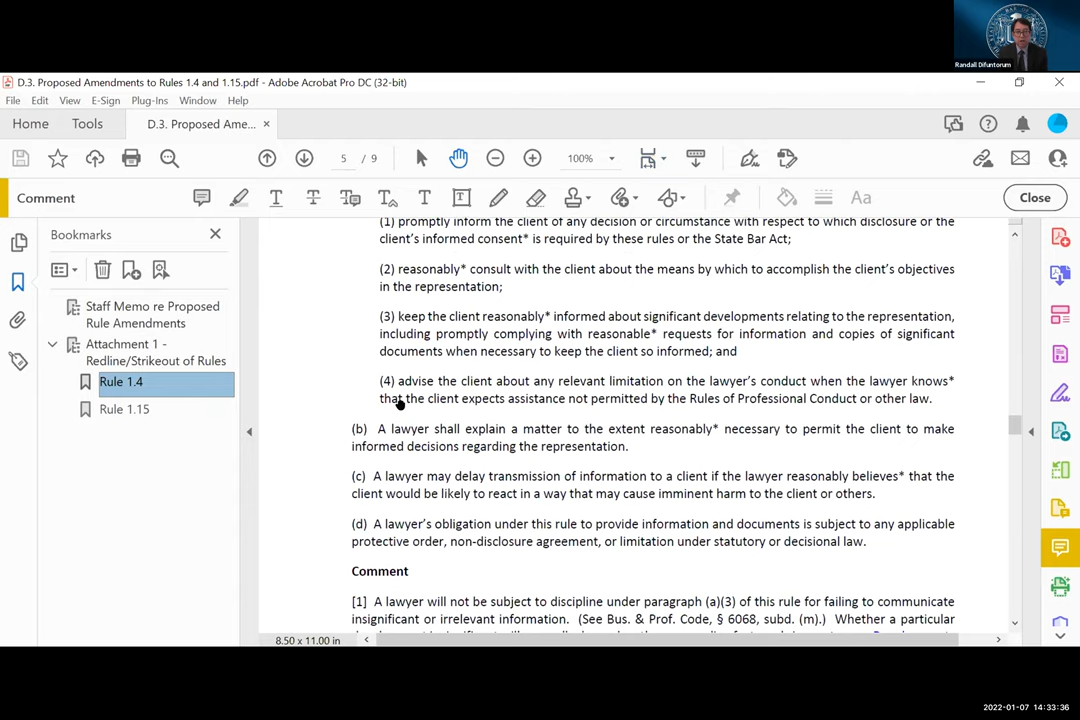 Randall Difuntorum
D.3. Proposed Amendments to Rules 1.4 and 1.15.pdf - Adobe Acrobat Pro DC (32-bit)
File Edit View E-Sign Plug-Ins Window Help
Home Tools D.3. Proposed Ame... ×
5 / 9 100%
Comment Close
Bookmarks
Staff Memo re Proposed
Rule Amendments
Attachment 1 -
Redline/Strikeout of Rules
Rule 1.4
Rule 1.15
(1) promptly inform the client of any decision or circumstance with respect to which disclosure or the
client's informed consent* is required by these rules or the State Bar Act;
(2) reasonably* consult with the client about the means by which to accomplish the client's objectives
in the representation;
(3) keep the client reasonably* informed about significant developments relating to the representation,
including promptly complying with reasonable* requests for information and copies of significant
documents when necessary to keep the client so informed; and
(4) advise the client about any relevant limitation on the lawyer's conduct when the lawyer knows*
that the client expects assistance not permitted by the Rules of Professional Conduct or other law.
(b) A lawyer shall explain a matter to the extent reasonably* necessary to permit the client to make
informed decisions regarding the representation.
(c) A lawyer may delay transmission of information to a client if the lawyer reasonably believes* that the
client would be likely to react in a way that may cause imminent harm to the client or others.
(d) A lawyer's obligation under this rule to provide information and documents is subject to any applicable
protective order, non-disclosure agreement, or limitation under statutory or decisional law.
Comment
[1] A lawyer will not be subject to discipline under paragraph (a)(3) of this rule for failing to communicate
insignificant or irrelevant information. (See Bus. & Prof. Code, § 6068, subd. (m).) Whether a particular
8.50 x 11.00 in
2022-01-07 14:33:36